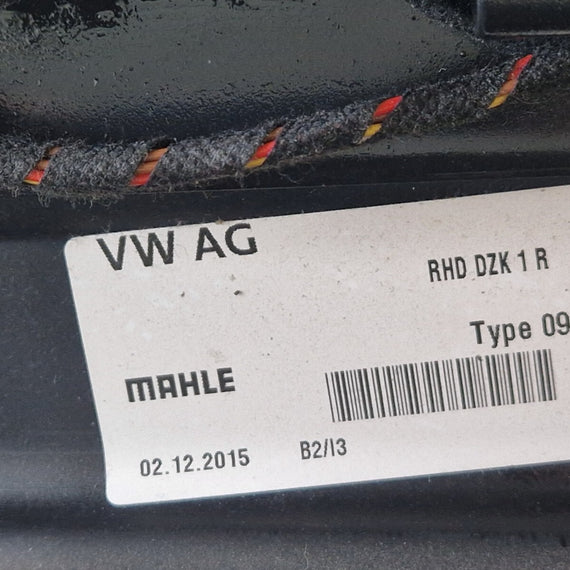 VW AG
RHD DZK 1 R
Type 09
MAHLE
02.12.2015
B2/I3